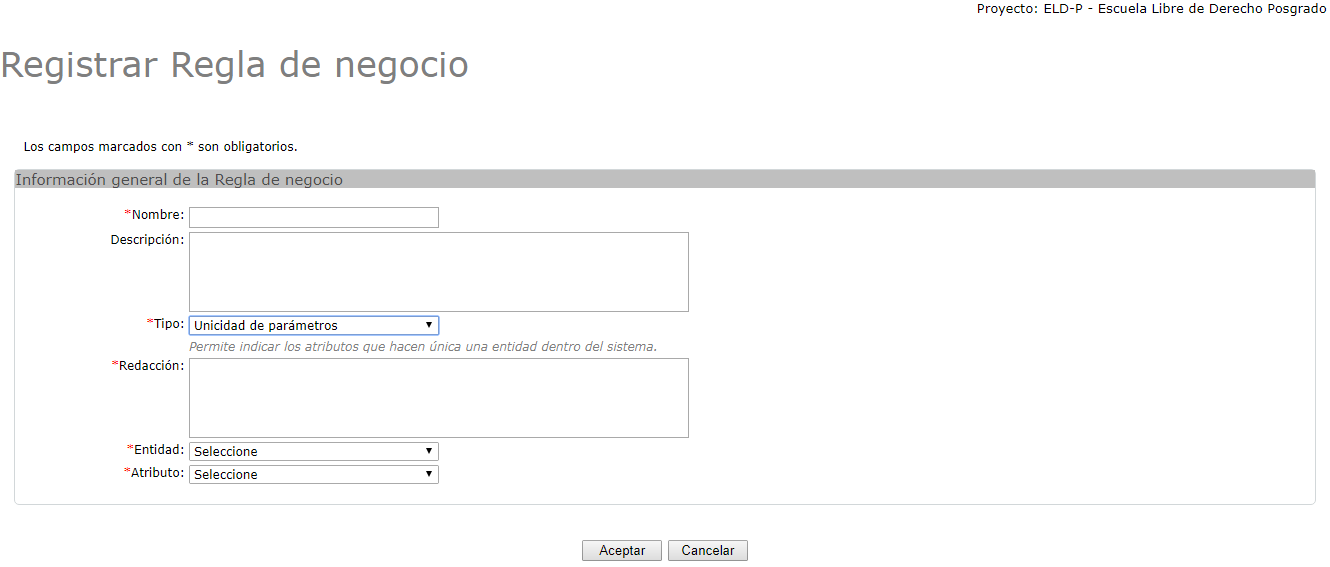 Proyecto: ELD-P - Escuela Libre de Derecho Posgrado
Registrar Regla de negocio
Los campos marcados con * son obligatorios.
Información general de la Regla de negocio
*Nombre:
Descripción:
*Tipo: Unicidad de parámetros
Permite indicar los atributos que hacen única una entidad dentro del sistema.
*Redacción:
*Entidad: Seleccione
*Atributo: Seleccione
Aceptar Cancelar